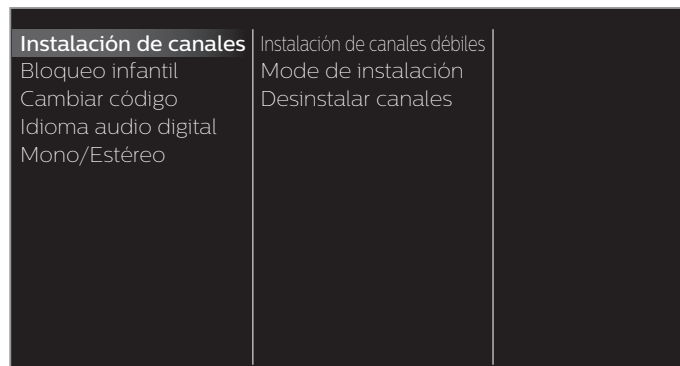 Instalación de canales
Bloqueo infantil
Cambiar código
Idioma audio digital
Mono/Estéreo
Instalación de canales débiles
Mode de instalación
Desinstalar canales